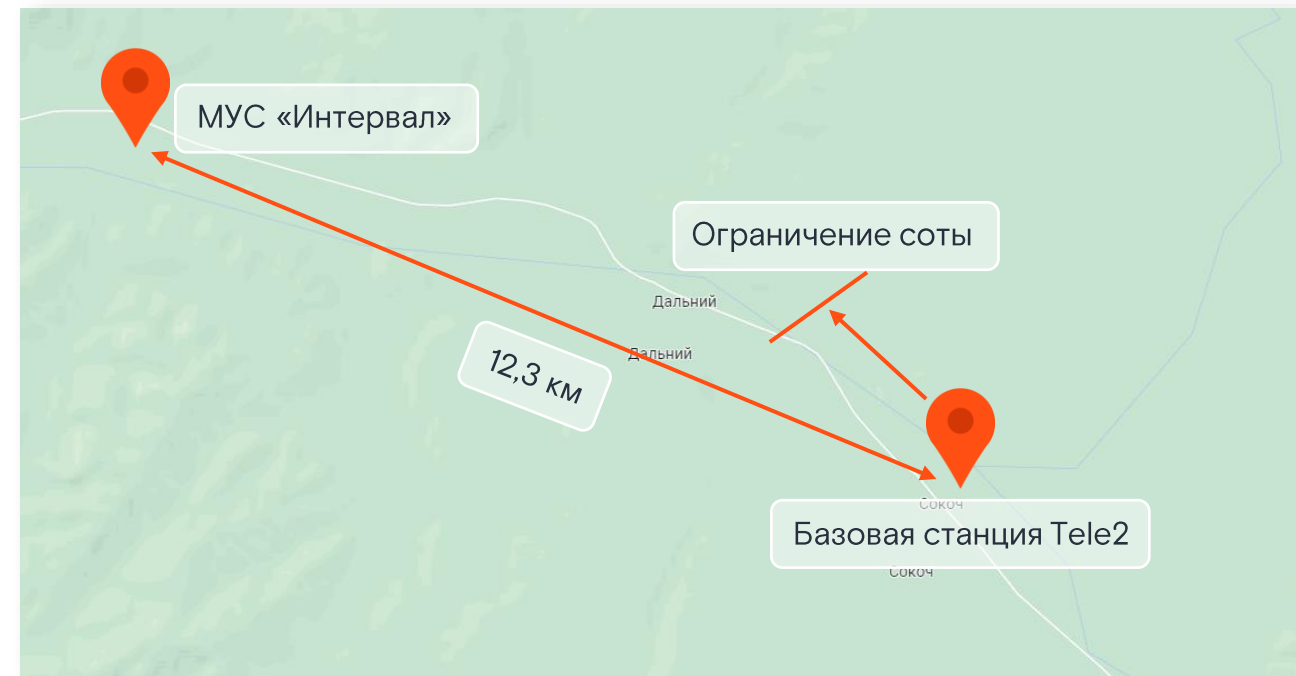 МУС «Интервал»
Ограничение соты
Дальний
Дальний
12,3 км
Сокоч
Базовая станция Tele2
Сокоч